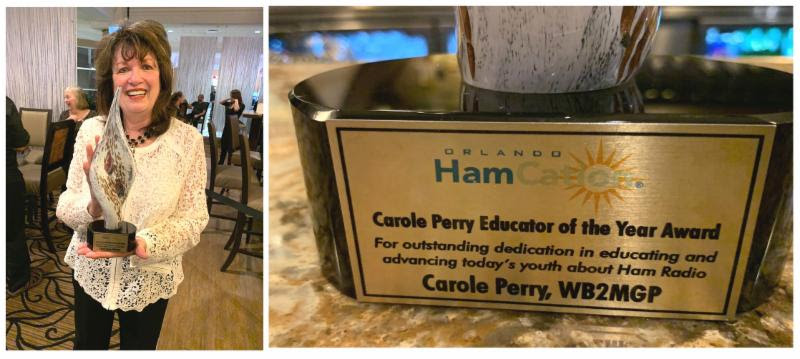 ORLANDO
HamCation®
Carole Perry Educator of the Year Award
For outstanding dedication in educating and
advancing today's youth about Ham Radio
Carole Perry, WB2MGP